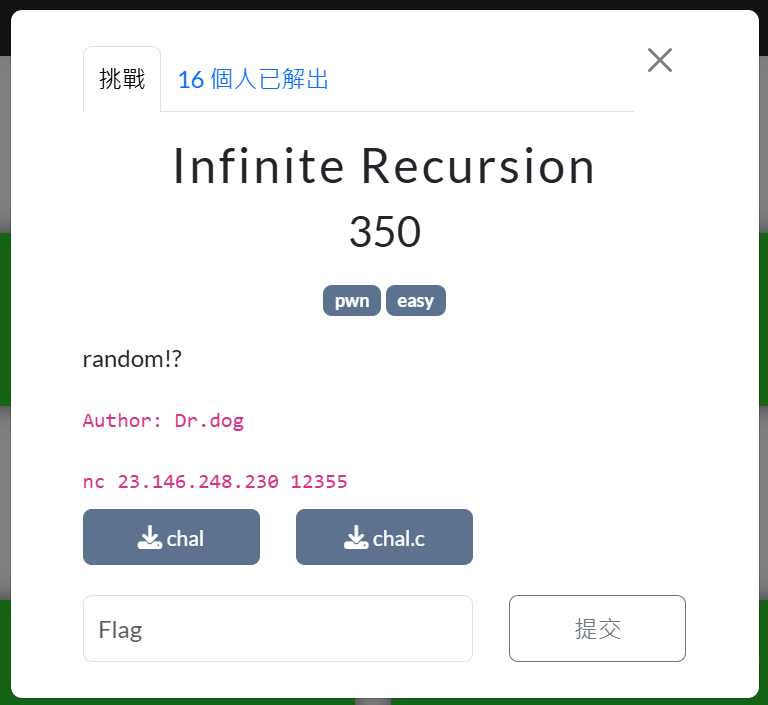 挑戰
16 個人已解出
Infinite Recursion
350
pwn easy
random!?
Author: Dr.dog
nc 23.146.248.230 12355
chal chal.c
Flag 提交